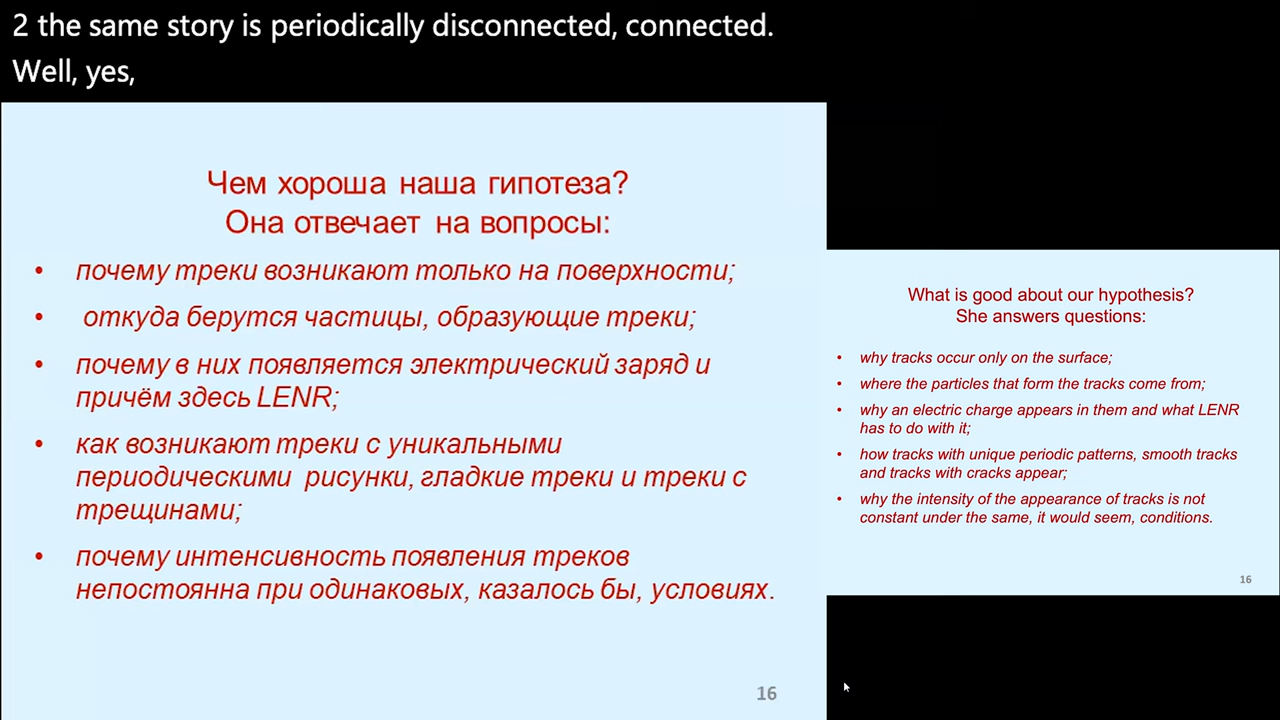 2 the same story is periodically disconnected, connected.
Well, yes,
Чем хороша наша гипотеза?
Она отвечает на вопросы:
• почему треки возникают только на поверхности;
• откуда берутся частицы, образующие треки;
• почему в них появляется электрический заряд и
причём здесь LENR;
• как возникают треки с уникальными
периодическими рисунки, гладкие треки и треки с
трещинами;
• почему интенсивность появления треков
непостоянна при одинаковых, казалось бы, условиях.
16
What is good about our hypothesis?
She answers questions:
• why tracks occur only on the surface;
• where the particles that form the tracks come from;
• why an electric charge appears in them and what LENR
has to do with it;
• how tracks with unique periodic patterns, smooth tracks
and tracks with cracks appear;
• why the intensity of the appearance of tracks is not
constant under the same, it would seem, conditions.
16